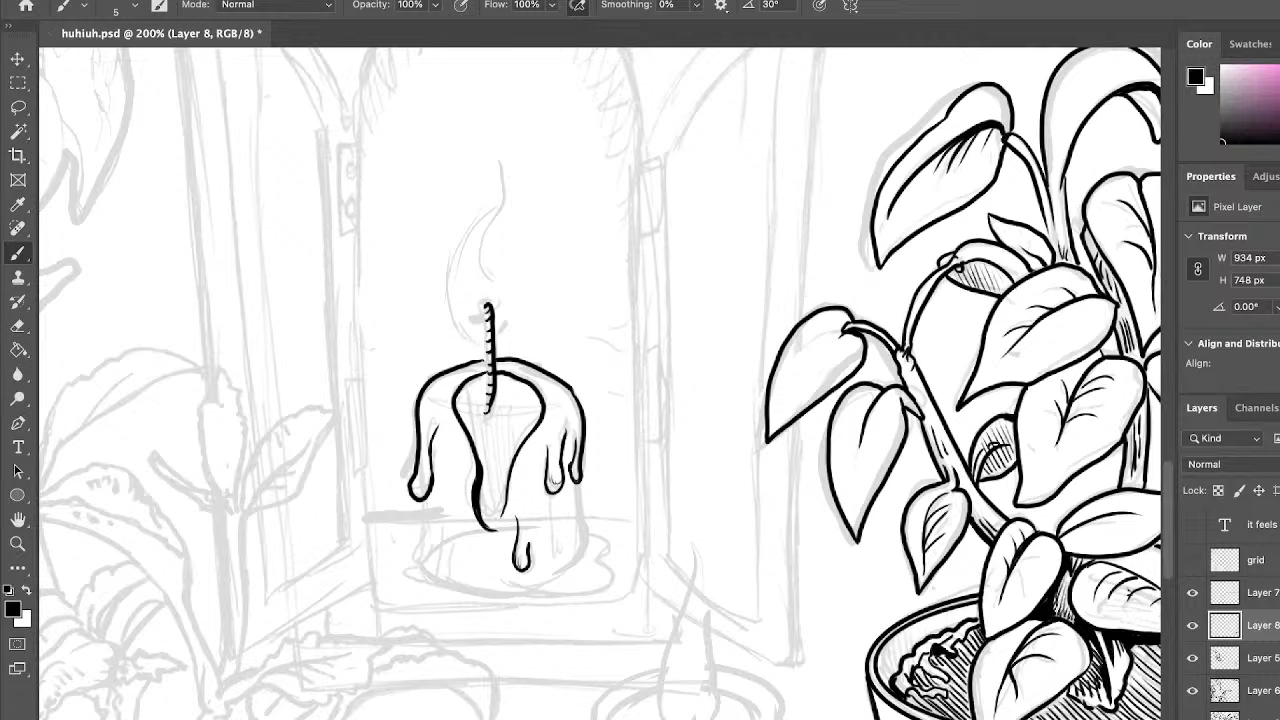 5 Mode: Normal Opacity: 100% Flow: 100% Smoothing: 0% 30°
huhiuh.psd @ 200% (Layer 8, RGB/8) *
Color Swatches
Properties Adjus
Pixel Layer
Transform
W 934 px
H 748 px
0.00°
Align and Distrib
Align:
Layers Channels
Kind
Normal
Lock:
T it feels
grid
Layer 7
Layer 8
Layer 5
Layer 6